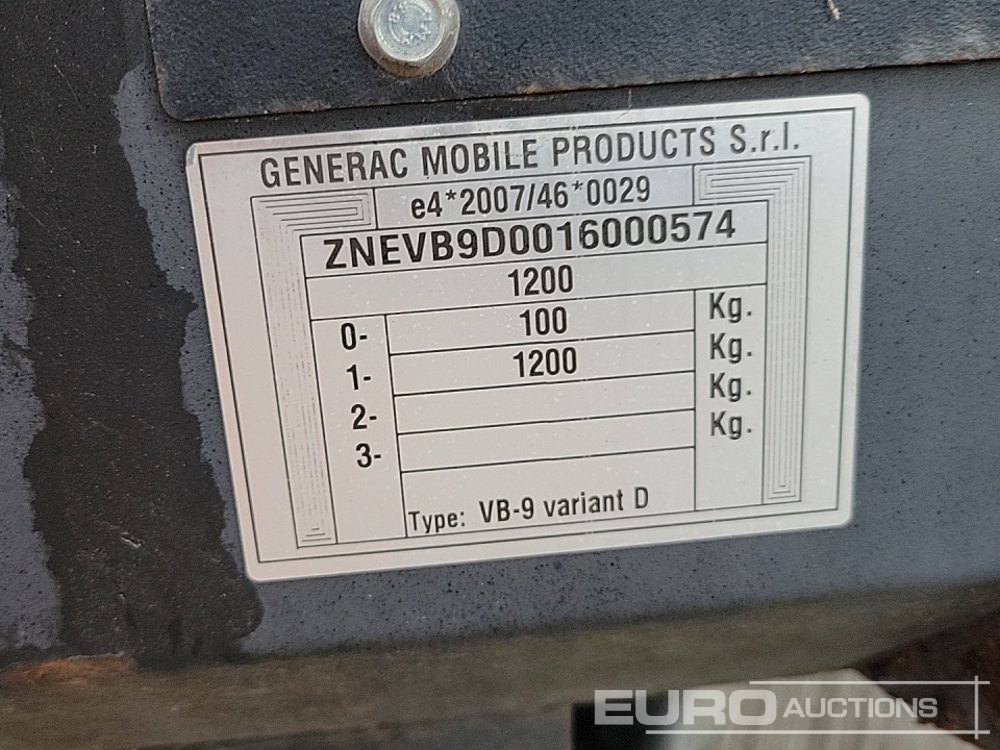 GENERAC MOBILE PRODUCTS S.r.l.
e4*2007/46*0029
ZNEVB9D0016000574
1200
0- 100 Kg.
1- 1200 Kg.
2- Kg.
3- Kg.
Type: VB-9 variant D
EURO AUCTIONS